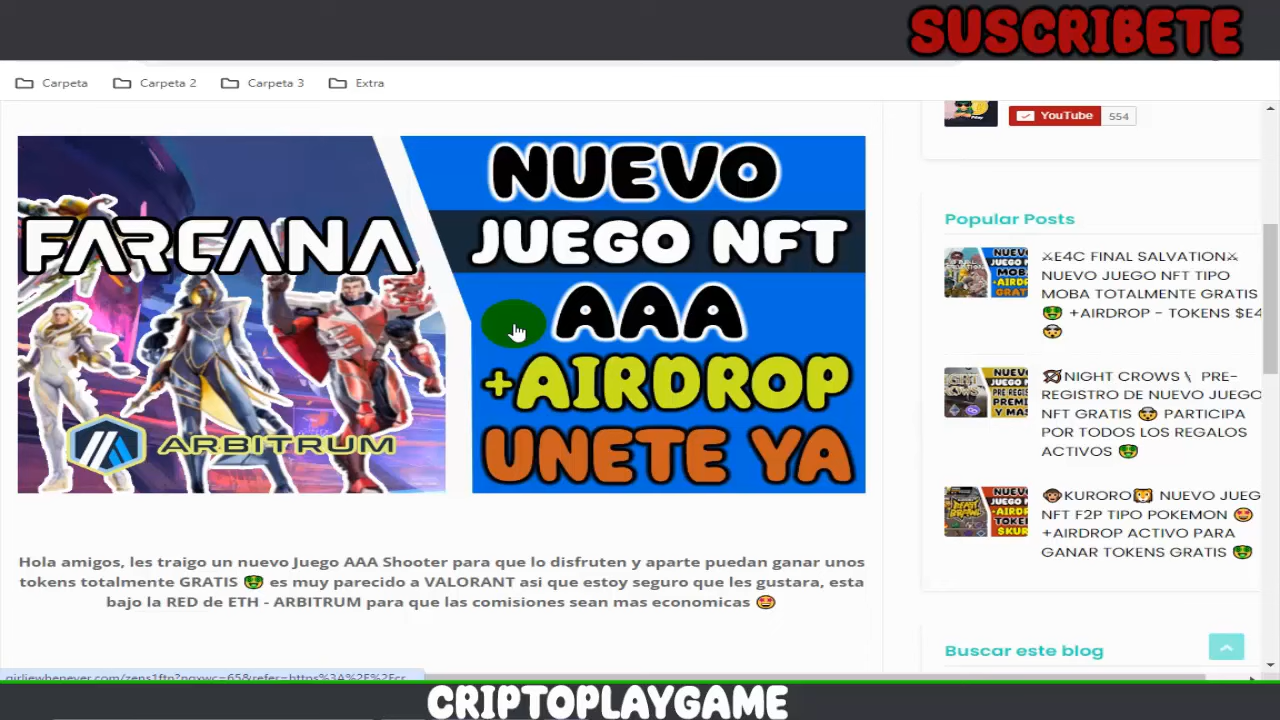 SUSCRIBETE
Carpeta
Carpeta 2
Carpeta 3
Extra
YouTube
554
FARCANA
ARBITRUM
NUEVO
JUEGO NFT
AAA
+AIRDROP
UNETE YA
Hola amigos, les traigo un nuevo Juego AAA Shooter para que lo disfruten y aparte puedan ganar unos
tokens totalmente GRATIS 🤑 es muy parecido a VALORANT asi que estoy seguro que les gustara, esta
bajo la RED de ETH - ARBITRUM para que las comisiones sean mas economicas 🤩
Popular Posts
⚔E4C FINAL SALVATION⚔
NUEVO JUEGO NFT TIPO
MOBA TOTALMENTE GRATIS
🤑 +AIRDROP - TOKENS $E4
🤯
NIGHT CROWS \ PRE-
REGISTRO DE NUEVO JUEGO
NFT GRATIS 🤯 PARTICIPA
POR TODOS LOS REGALOS
ACTIVOS 🤑
🐵KURORO🦁 NUEVO JUEG
NFT F2P TIPO POKEMON 🤩
+AIRDROP ACTIVO PARA
GANAR TOKENS GRATIS 🤑
Buscar este blog
CRIPTOPLAYGAME